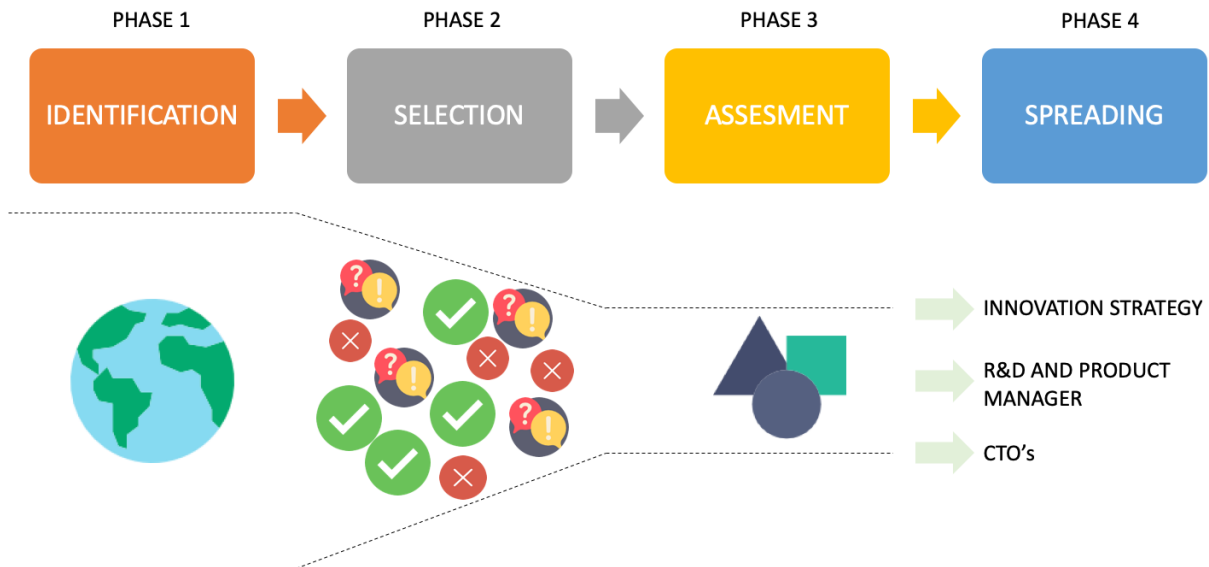 PHASE 1
PHASE 2
PHASE 3
PHASE 4
IDENTIFICATION
SELECTION
ASSESMENT
SPREADING
? !
? !
? !
? !
INNOVATION STRATEGY
R&D AND PRODUCT
MANAGER
CTO's